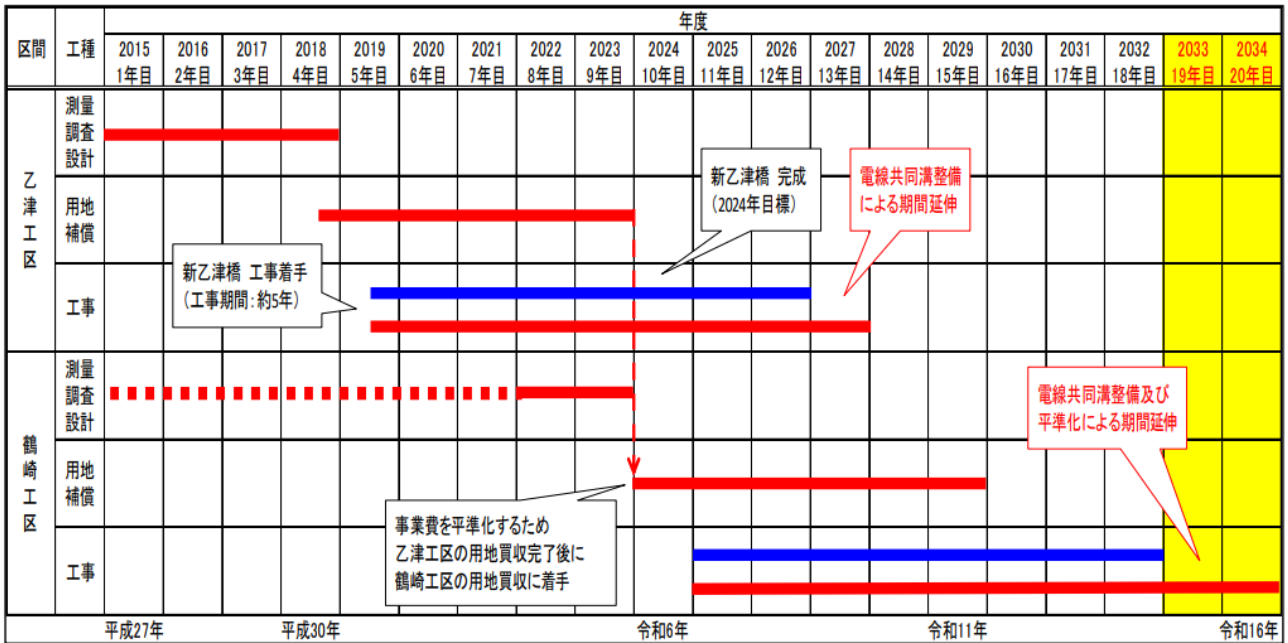 区間 工種 年度
2015 2016 2017 2018 2019 2020 2021 2022 2023 2024 2025 2026 2027 2028 2029 2030 2031 2032 2033 2034
1年目 2年目 3年目 4年目 5年目 6年目 7年目 8年目 9年目 10年目 11年目 12年目 13年目 14年目 15年目 16年目 17年目 18年目 19年目 20年目
乙津工区
測量
調査
設計
用地
補償
新乙津橋 完成
(2024年目標)
電線共同溝整備
による期間延伸
工事
新乙津橋 工事着手
(工事期間:約5年)
鶴崎工区
測量
調査
設計
電線共同溝整備及び
平準化による期間延伸
用地
補償
事業費を平準化するため
乙津工区の用地買収完了後に
鶴崎工区の用地買収に着手
工事
平成27年 平成30年 令和6年 令和11年 令和16年